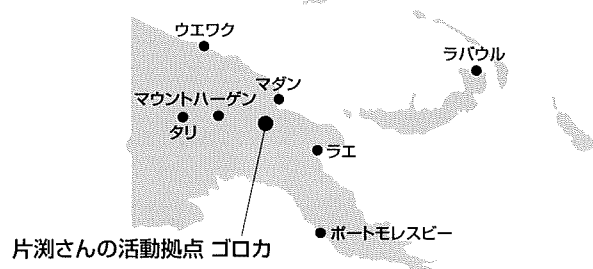 ウエワク
ラバウル
マダン
マウントハーゲン
タリ
ラエ
ポートモレスビー
片渕さんの活動拠点 ゴロカ